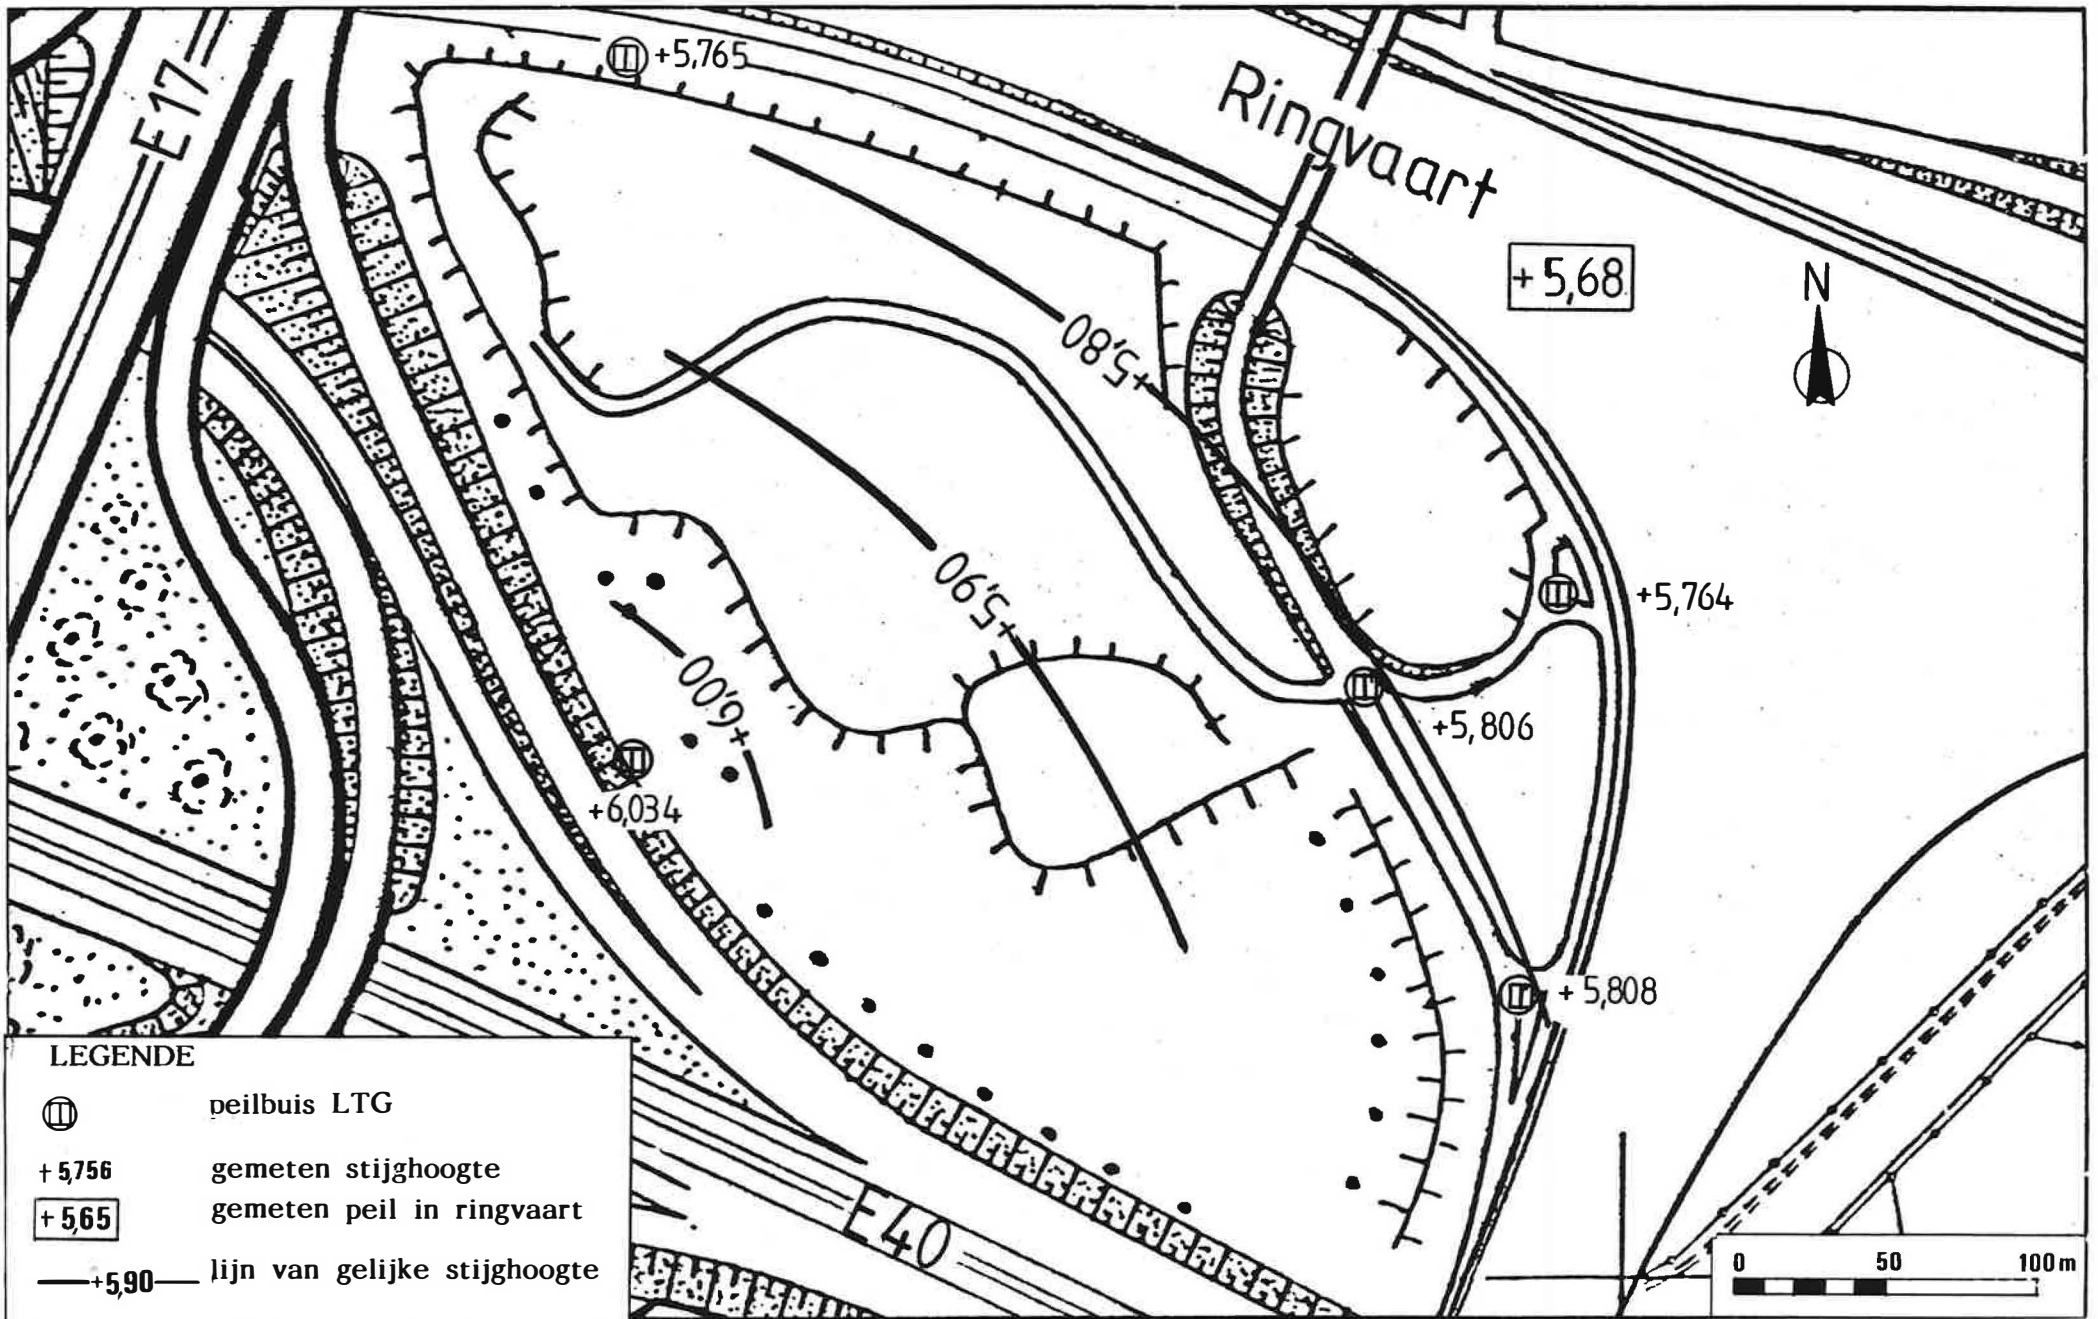 E17
+5,765
Ringvaart
+5,68
N
+5,80
+5,90
+5,764
+6,00
+5,806
+6,034
+5,808
E40
LEGENDE
peilbuis LTG
+ 5,756 gemeten stijghoogte
+ 5,65 gemeten peil in ringvaart
+5,90 lijn van gelijke stijghoogte
0 50 100 m